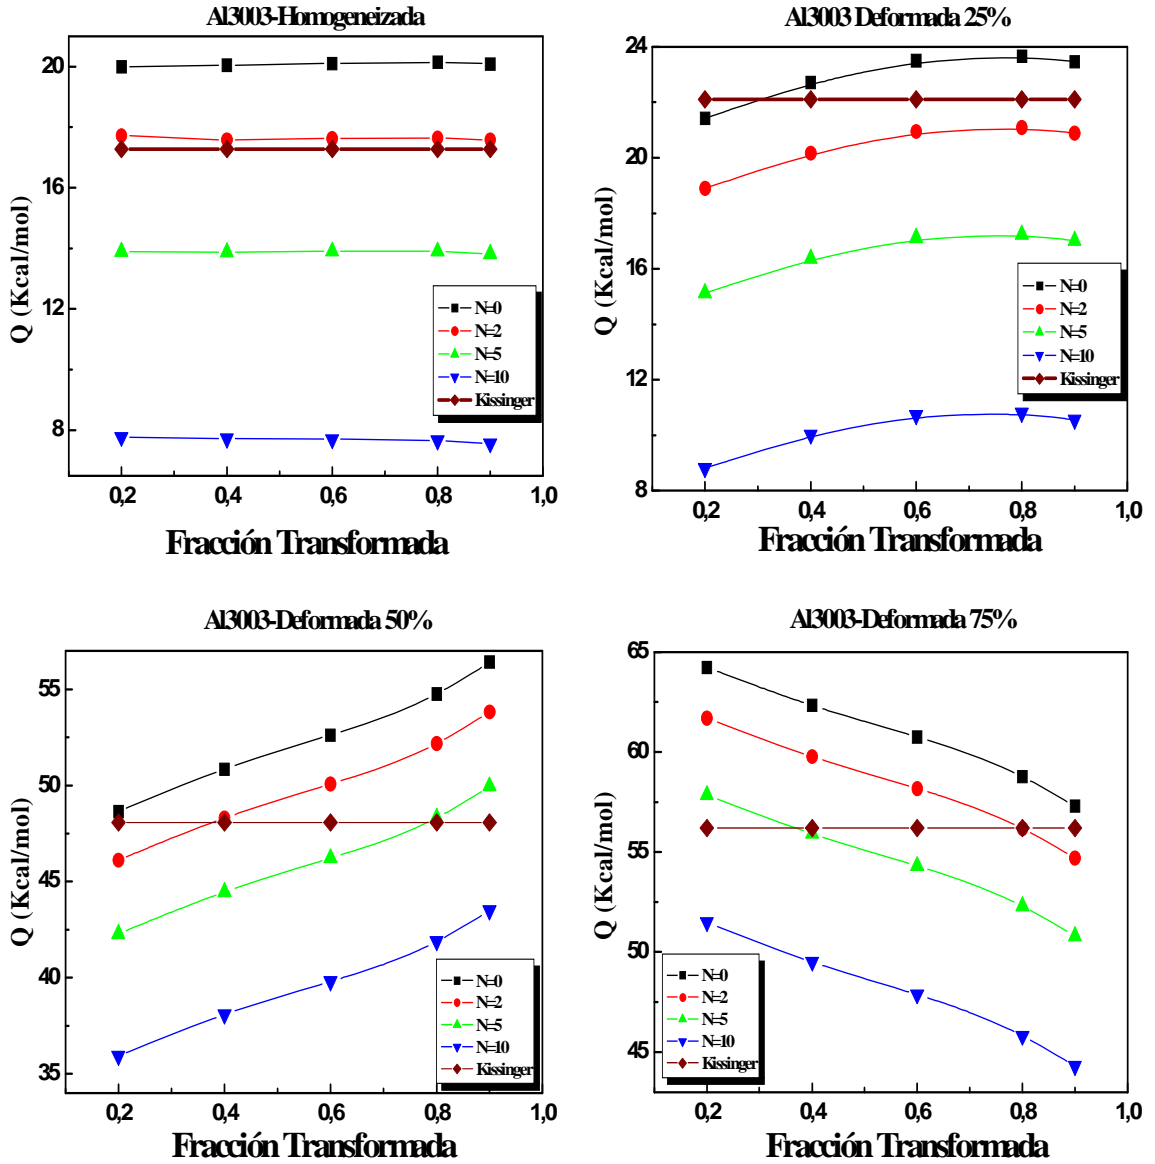 Al3003-Homogeneizada
Q (Kcal/mol)
20
16
12
8
N=0
N=2
N=5
N=10
Kissinger
0,2 0,4 0,6 0,8 1,0
Fracción Transformada
Al3003 Deformada 25%
Q (Kcal/mol)
24
20
16
12
8
N=0
N=2
N=5
N=10
Kissinger
0,2 0,4 0,6 0,8 1,0
Fracción Transformada
Al3003-Deformada 50%
Q (Kcal/mol)
55
50
45
40
35
N=0
N=2
N=5
N=10
Kissinger
0,2 0,4 0,6 0,8 1,0
Fracción Transformada
Al3003-Deformada 75%
Q (Kcal/mol)
65
60
55
50
45
N=0
N=2
N=5
N=10
Kissinger
0,2 0,4 0,6 0,8 1,0
Fracción Transformada